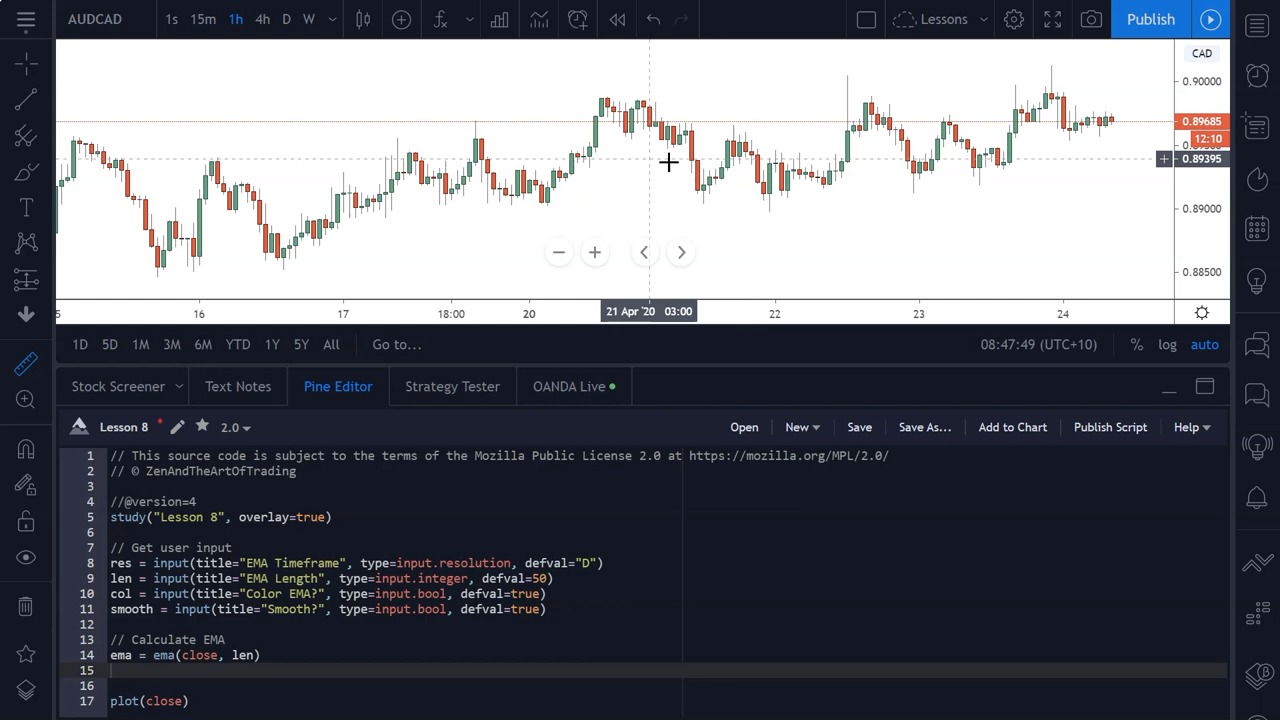 AUDCAD 1s 15m 1h 4h D W Lessons Publish
CAD
0.90000
0.89685
12:10
0.89395
0.89000
0.88500
5 16 17 18:00 20 21 Apr '20 03:00 22 23 24
1D 5D 1M 3M 6M YTD 1Y 5Y All Go to... 08:47:49 (UTC+10) % log auto
Stock Screener Text Notes Pine Editor Strategy Tester OANDA Live
Lesson 8 * 2.0 Open New Save Save As... Add to Chart Publish Script Help
1 // This source code is subject to the terms of the Mozilla Public License 2.0 at https://mozilla.org/MPL/2.0/
2 // © ZenAndTheArtOfTrading
3
4 //@version=4
5 study("Lesson 8", overlay=true)
6
7 // Get user input
8 res = input(title="EMA Timeframe", type=input.resolution, defval="D")
9 len = input(title="EMA Length", type=input.integer, defval=50)
10 col = input(title="Color EMA?", type=input.bool, defval=true)
11 smooth = input(title="Smooth?", type=input.bool, defval=true)
12
13 // Calculate EMA
14 ema = ema(close, len)
15
16
17 plot(close)